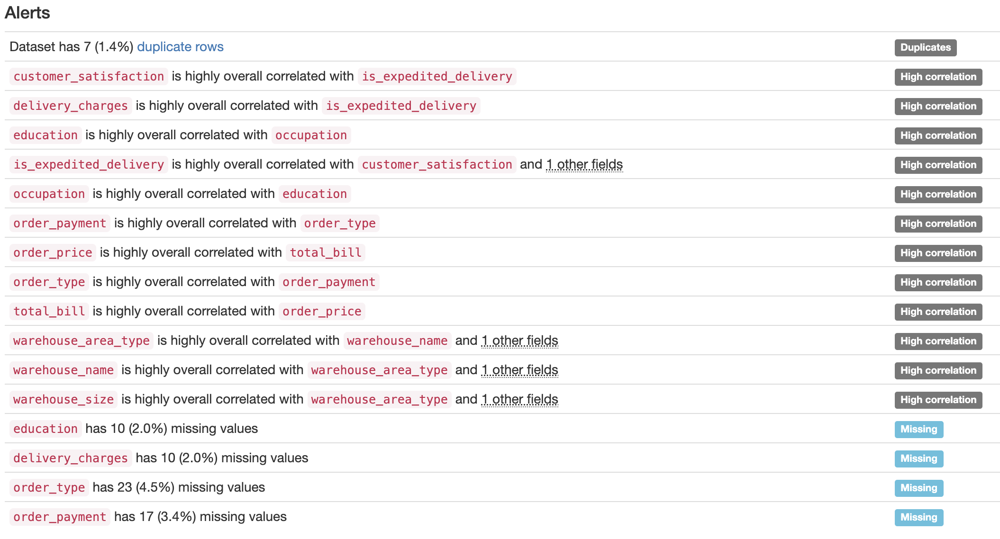 Alerts
Dataset has 7 (1.4%) duplicate rows Duplicates
customer_satisfaction is highly overall correlated with is_expedited_delivery High correlation
delivery_charges is highly overall correlated with is_expedited_delivery High correlation
education is highly overall correlated with occupation High correlation
is_expedited_delivery is highly overall correlated with customer_satisfaction and 1 other fields High correlation
occupation is highly overall correlated with education High correlation
order_payment is highly overall correlated with order_type High correlation
order_price is highly overall correlated with total_bill High correlation
order_type is highly overall correlated with order_payment High correlation
total_bill is highly overall correlated with order_price High correlation
warehouse_area_type is highly overall correlated with warehouse_name and 1 other fields High correlation
warehouse_name is highly overall correlated with warehouse_area_type and 1 other fields High correlation
warehouse_size is highly overall correlated with warehouse_area_type and 1 other fields High correlation
education has 10 (2.0%) missing values Missing
delivery_charges has 10 (2.0%) missing values Missing
order_type has 23 (4.5%) missing values Missing
order_payment has 17 (3.4%) missing values Missing